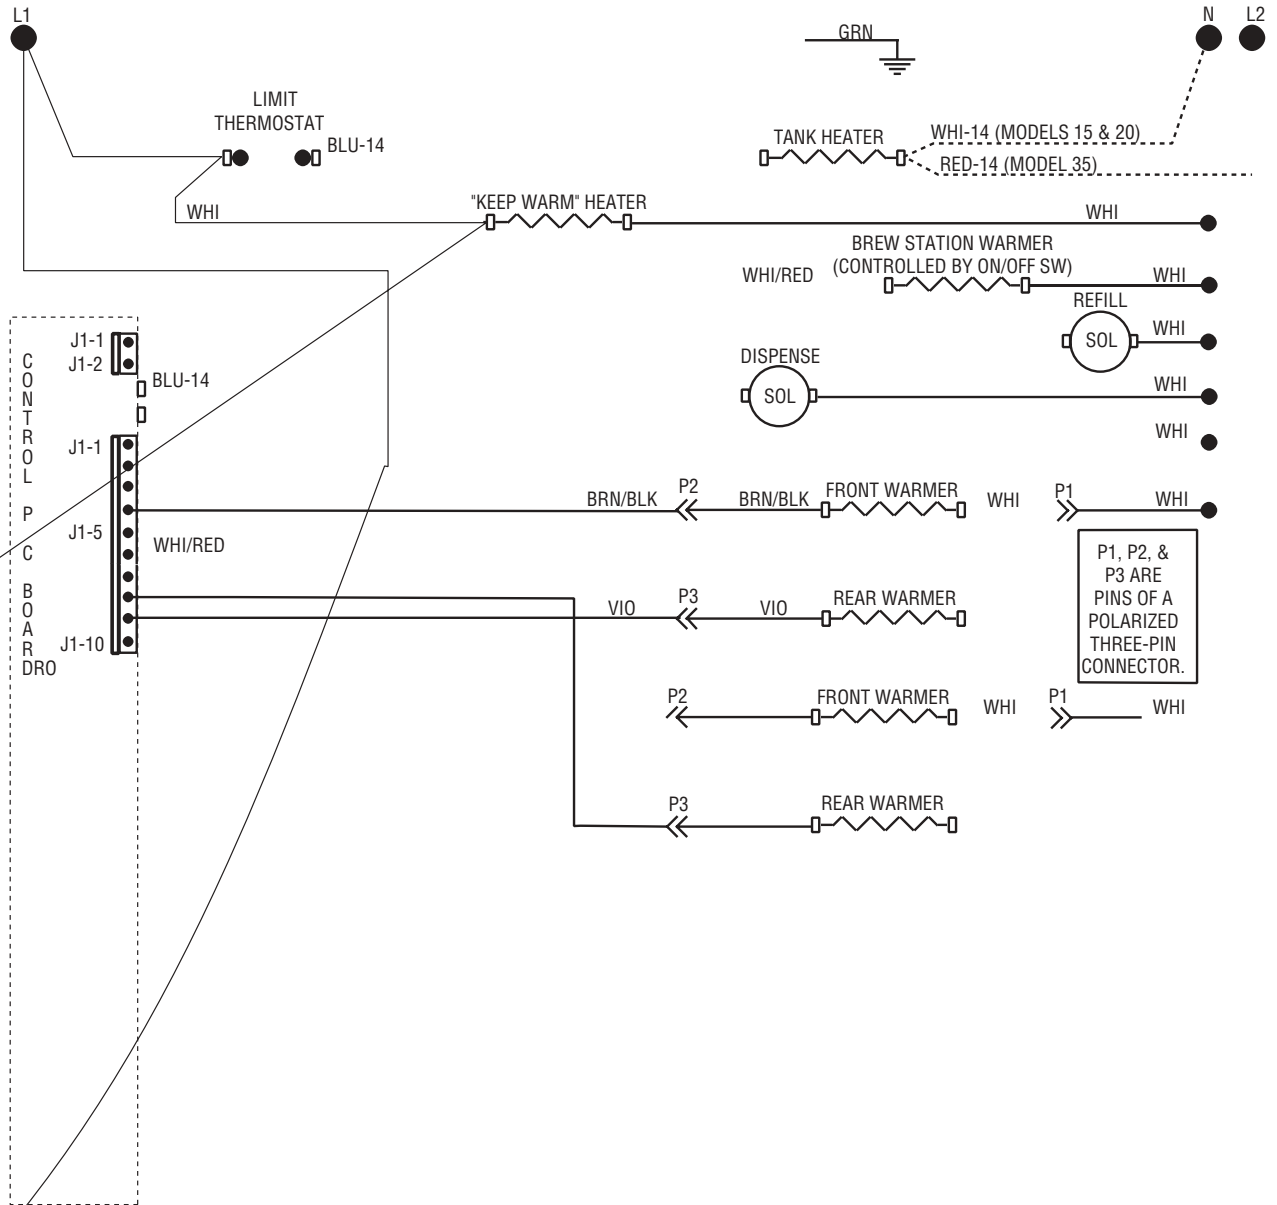 L1
N
L2
GRN
LIMIT
THERMOSTAT
BLU-14
TANK HEATER
WHI-14 (MODELS 15 & 20)
RED-14 (MODEL 35)
WHI
"KEEP WARM" HEATER
WHI
BREW STATION WARMER
(CONTROLLED BY ON/OFF SW)
WHI/RED
WHI
REFILL
SOL
WHI
J1-1
J1-2
BLU-14
DISPENSE
SOL
WHI
WHI
CONTROL PC BOARD
DRO
J1-1
BRN/BLK
P2
BRN/BLK
FRONT WARMER
WHI
P1
WHI
J1-5
WHI/RED
P1, P2, &
P3 ARE
PINS OF A
POLARIZED
THREE-PIN
CONNECTOR.
VIO
P3
VIO
REAR WARMER
J1-10
P2
FRONT WARMER
WHI
P1
WHI
P3
REAR WARMER